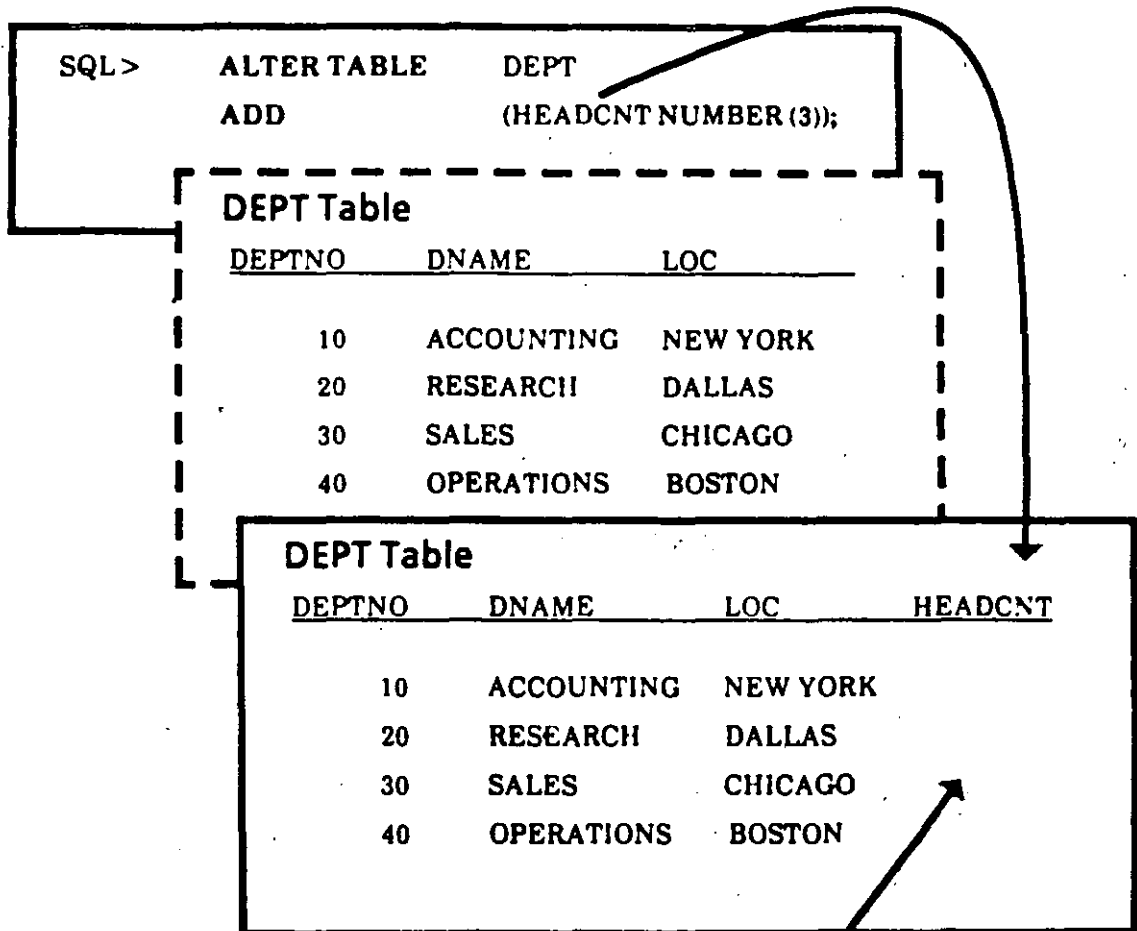 SQL> ALTER TABLE DEPT
ADD (HEADCNT NUMBER (3));
DEPT Table
DEPTNO DNAME LOC
10 ACCOUNTING NEW YORK
20 RESEARCH DALLAS
30 SALES CHICAGO
40 OPERATIONS BOSTON
DEPT Table
DEPTNO DNAME LOC HEADCNT
10 ACCOUNTING NEW YORK
20 RESEARCH DALLAS
30 SALES CHICAGO
40 OPERATIONS BOSTON